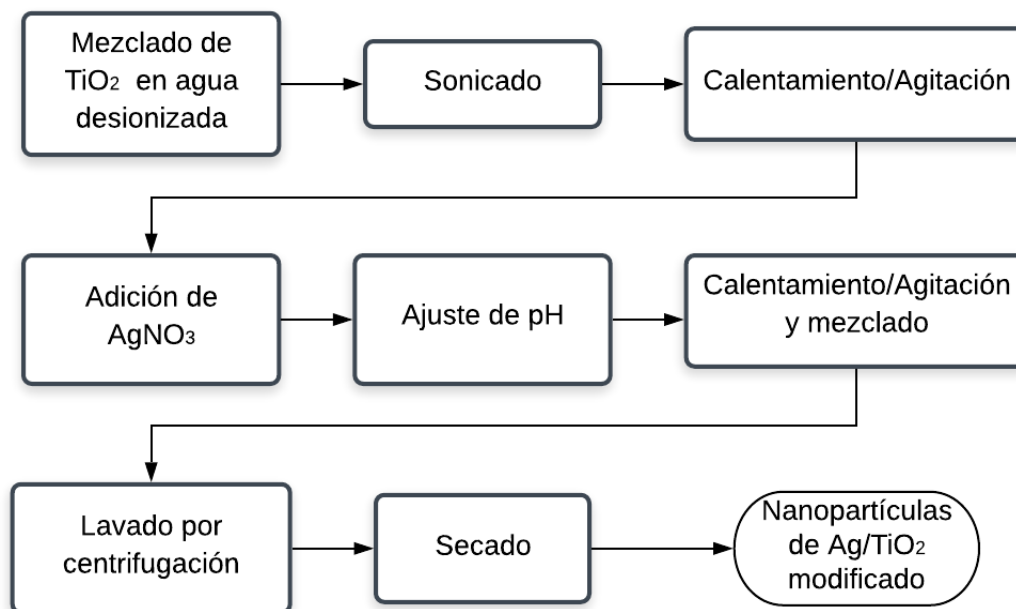 Mezclado de
TiO₂ en agua
desionizada
Sonicado
Calentamiento/Agitación
Adición de
AgNO₃
Ajuste de pH
Calentamiento/Agitación
y mezclado
Lavado por
centrifugación
Secado
Nanopartículas
de Ag/TiO₂
modificado